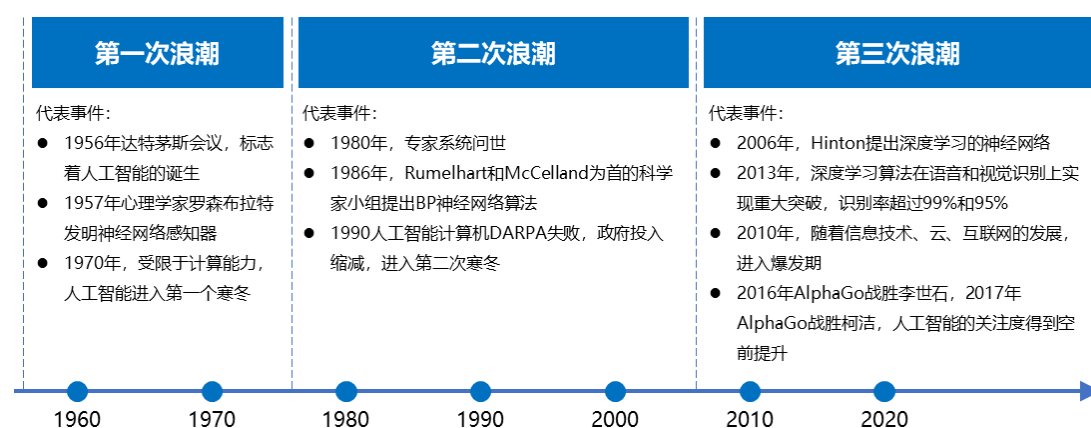 第一次浪潮
代表事件:
● 1956年达特茅斯会议，标志
着人工智能的诞生
● 1957年心理学家罗森布拉特
发明神经网络感知器
● 1970年，受限于计算能力，
人工智能进入第一个寒冬
第二次浪潮
代表事件:
● 1980年，专家系统问世
● 1986年，Rumelhart和McCelland为首的科学
家小组提出BP神经网络算法
● 1990人工智能计算机DARPA失败，政府投入
缩减，进入第二次寒冬
第三次浪潮
代表事件:
● 2006年，Hinton提出深度学习的神经网络
● 2013年，深度学习算法在语音和视觉识别上实
现重大突破，识别率超过99%和95%
● 2010年，随着信息技术、云、互联网的发展，
进入爆发期
● 2016年AlphaGo战胜李世石，2017年
AlphaGo战胜柯洁，人工智能的关注度得到空
前提升
1960 1970 1980 1990 2000 2010 2020